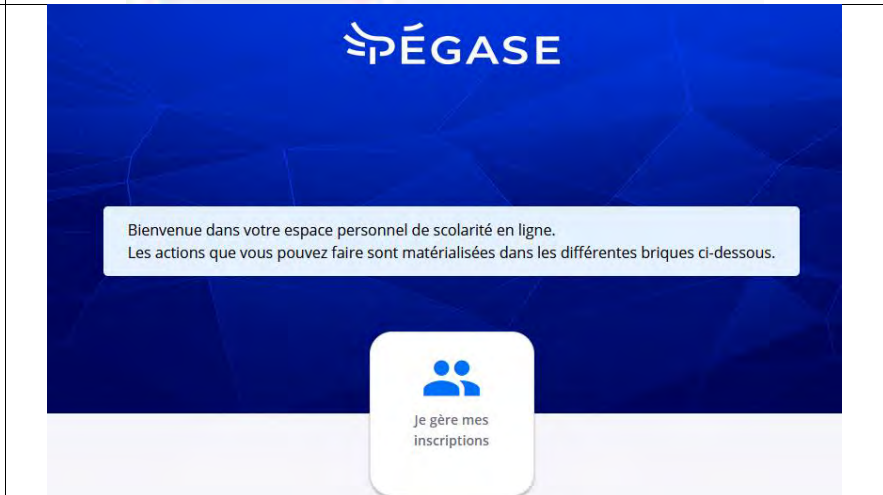 PÉGASE
Bienvenue dans votre espace personnel de scolarité en ligne.
Les actions que vous pouvez faire sont matérialisées dans les différentes briques ci-dessous.
Je gère mes
inscriptions